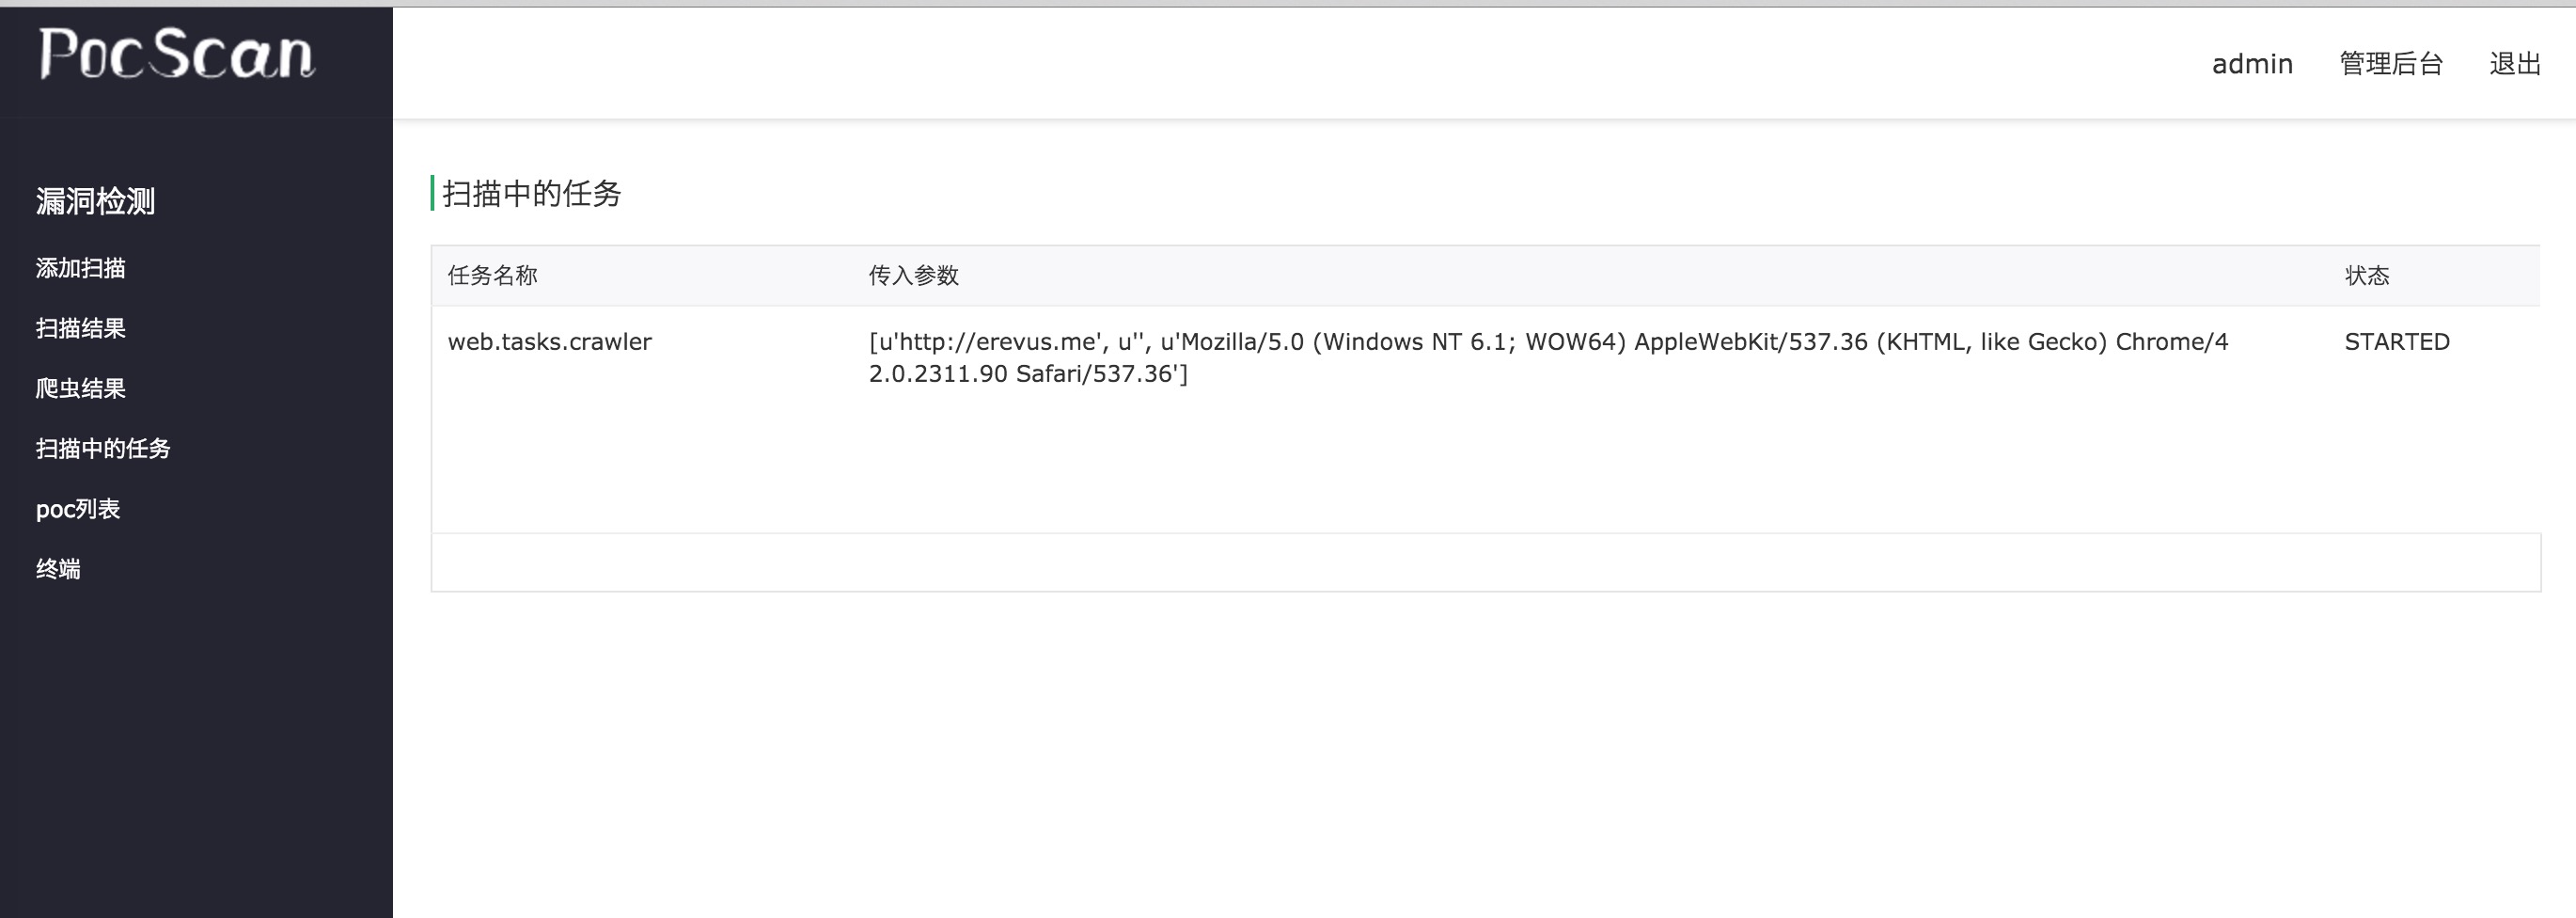 PocScan
admin 管理后台 退出
漏洞检测
添加扫描
扫描结果
爬虫结果
扫描中的任务
poc列表
终端
扫描中的任务
任务名称 传入参数 状态
web.tasks.crawler [u'http://erevus.me', u'', u'Mozilla/5.0 (Windows NT 6.1; WOW64) AppleWebKit/537.36 (KHTML, like Gecko) Chrome/4 STARTED
2.0.2311.90 Safari/537.36']